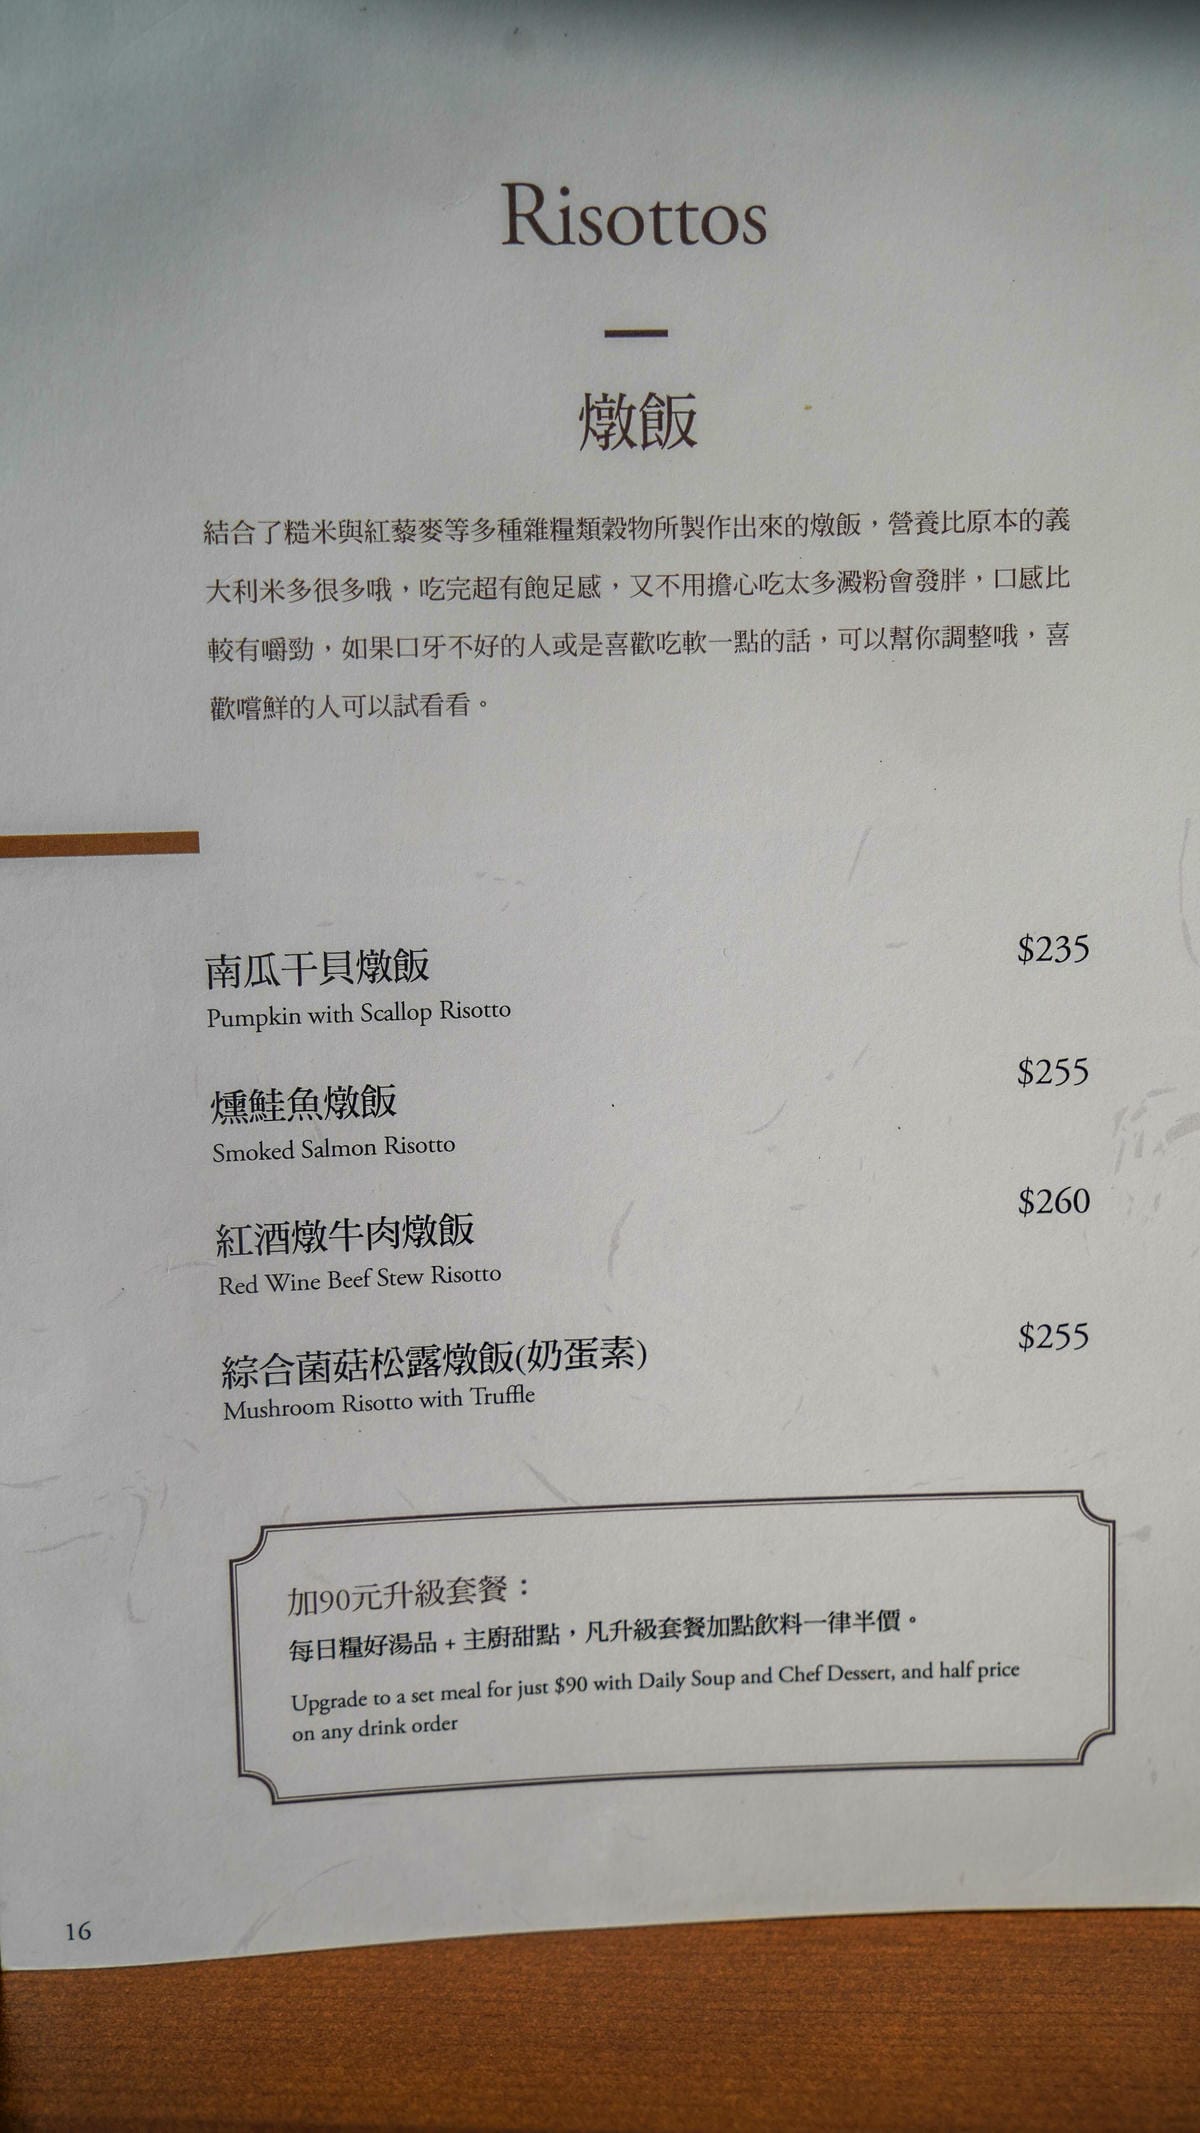 Risottos
燉飯
結合了糙米與紅藜麥等多種雜糧類穀物所製作出來的燉飯，營養比原本的義
大利米多很多哦，吃完超有飽足感，又不用擔心吃太多澱粉會發胖，口感比
較有嚼勁，如果口牙不好的人或是喜歡吃軟一點的話，可以幫你調整哦，喜
歡嚐鮮的人可以試看看。
南瓜干貝燉飯 $235
Pumpkin with Scallop Risotto
燻鮭魚燉飯 $255
Smoked Salmon Risotto
紅酒燉牛肉燉飯 $260
Red Wine Beef Stew Risotto
綜合菌菇松露燉飯(奶蛋素) $255
Mushroom Risotto with Truffle
加90元升級套餐：
每日糧好湯品 + 主廚甜點，凡升級套餐加點飲料一律半價。
Upgrade to a set meal for just $90 with Daily Soup and Chef Dessert, and half price
on any drink order
16